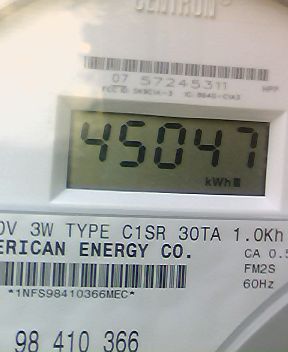 CENTRON
07 57245311
45047
kWh
0V 3W TYPE C1SR 30TA 1.0Kh
ERICAN ENERGY CO.
CA 0.5
FM2S
*1NFS98410366MEC*
60Hz
98 410 366